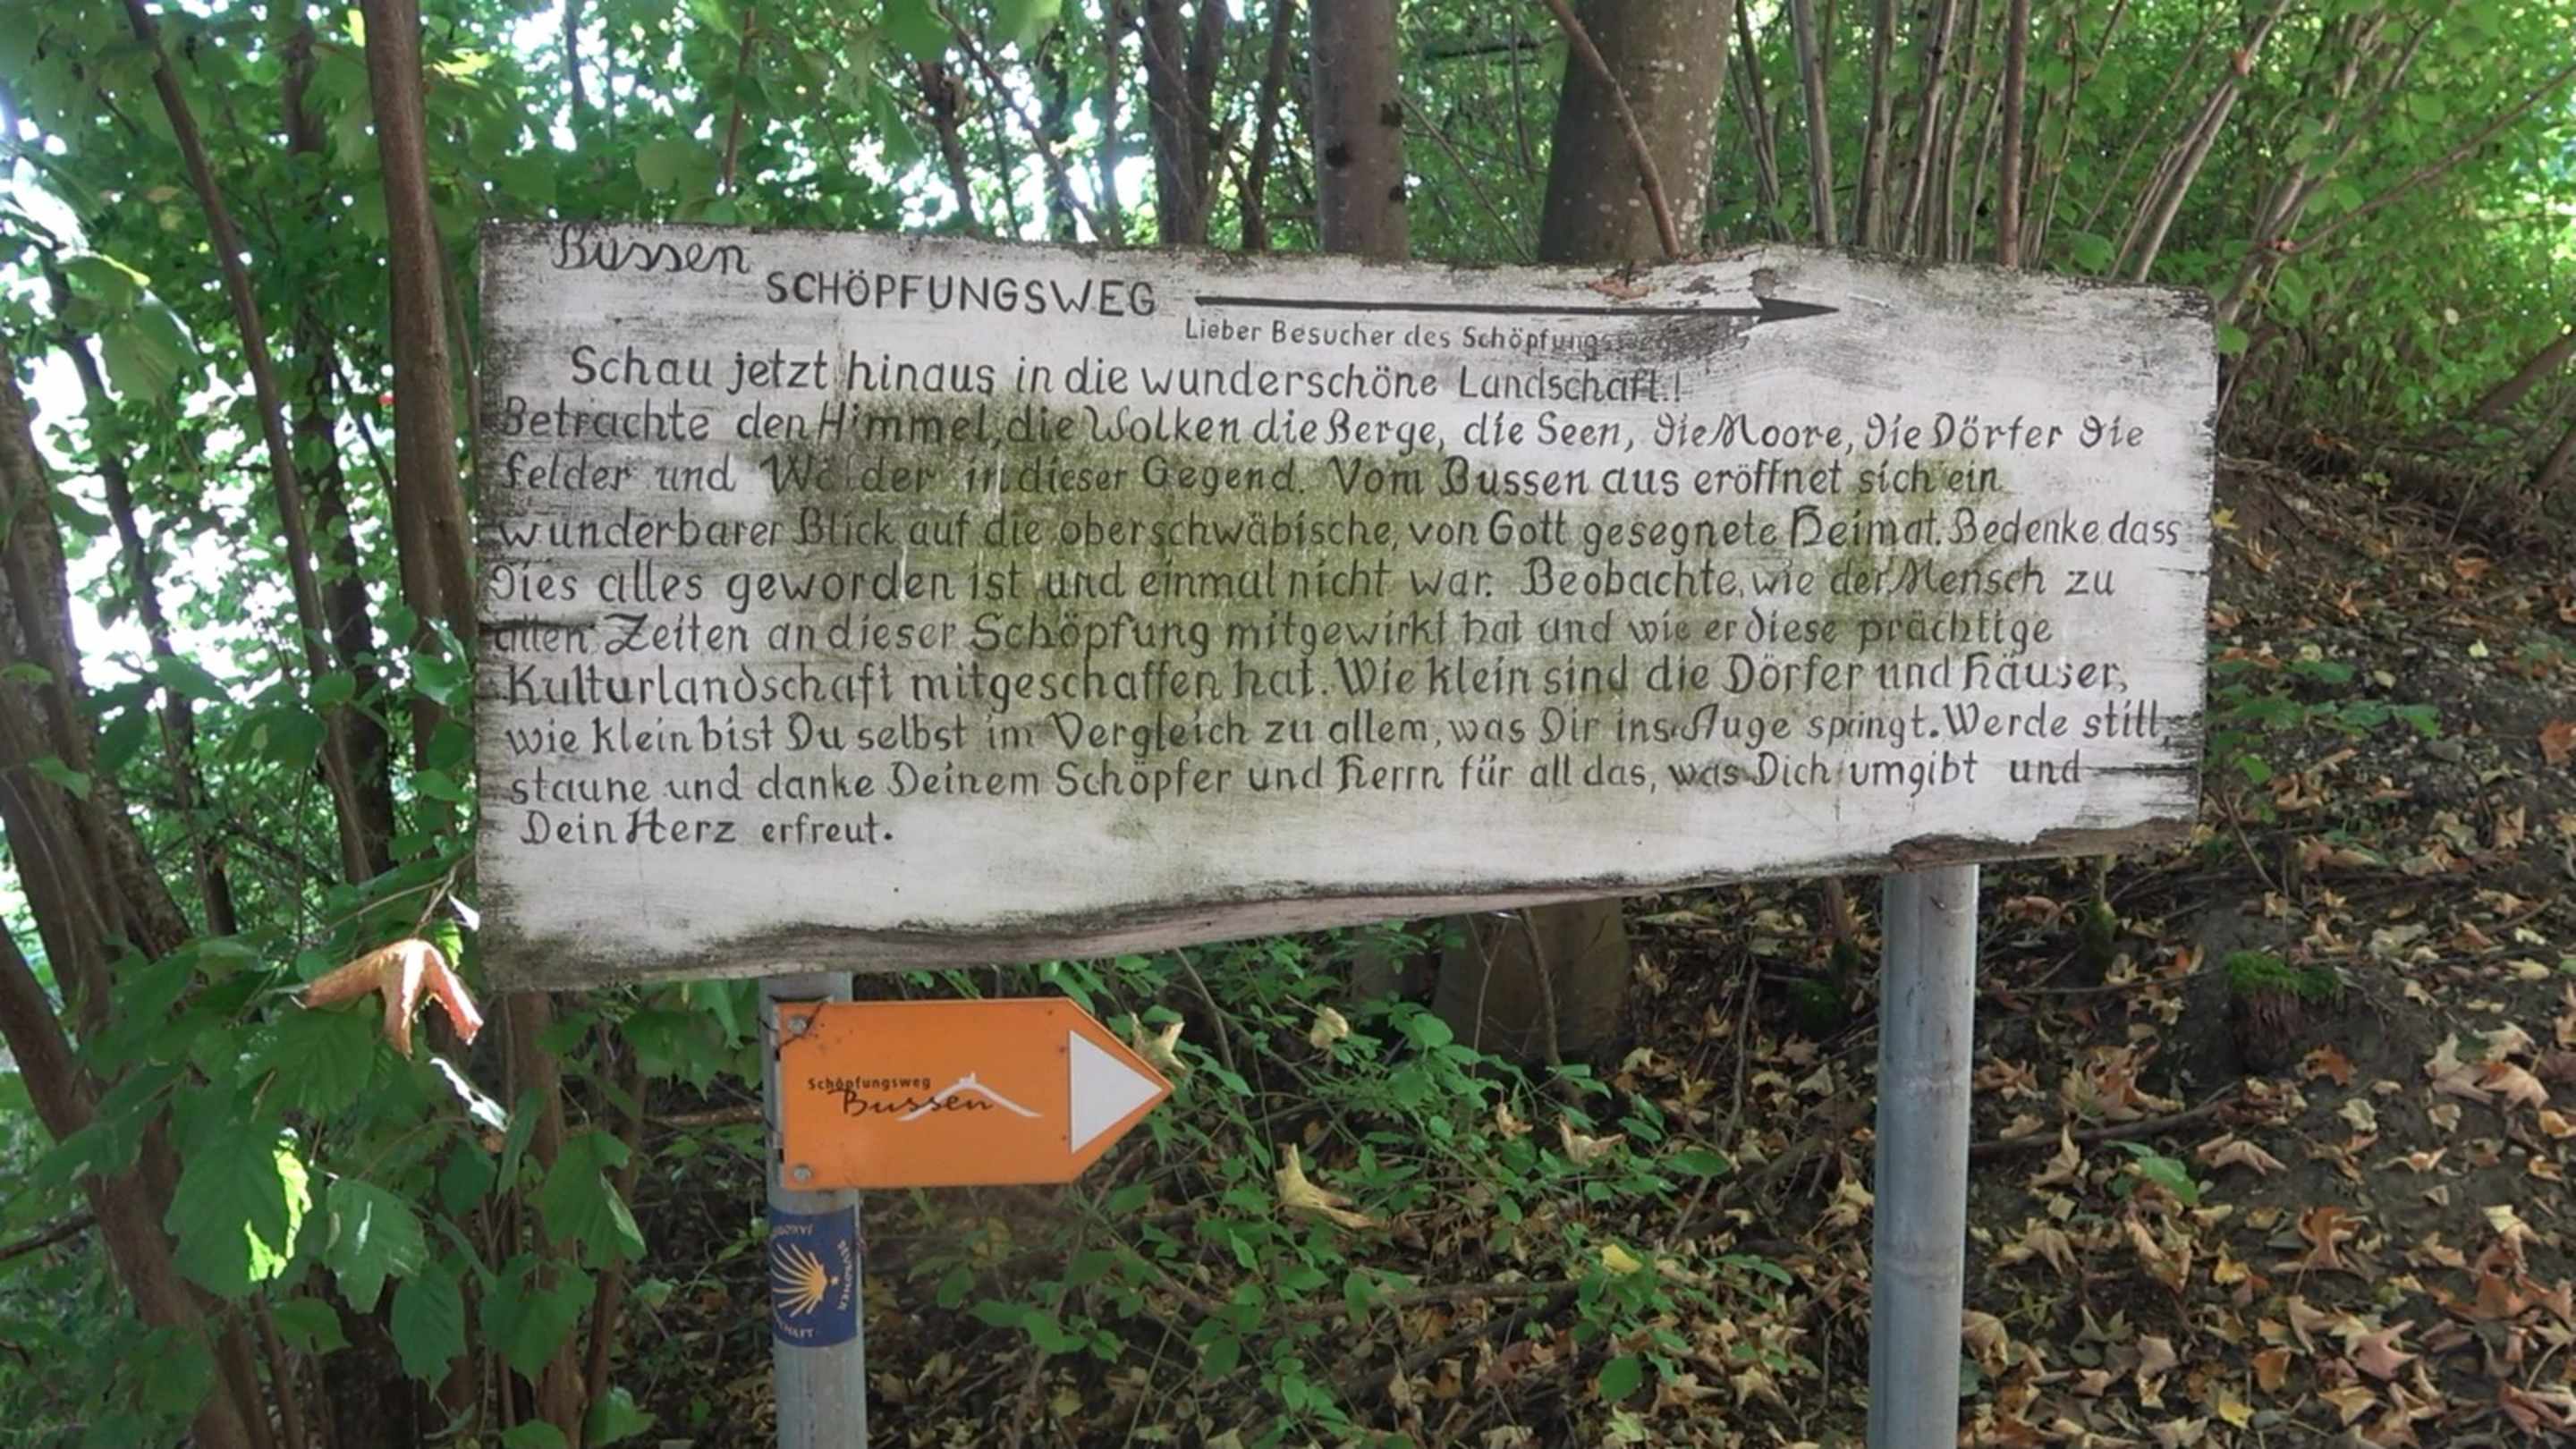 Bussen
SCHÖPFUNGSWEG
Lieber Besucher des Schöpfungsweg
Schau jetzt hinaus in die wunderschöne Landschaft.!
Betrachte den Himmel, die Wolken die Berge, die Seen, die Moore, die Dörfer die
Felder und Wälder in dieser Gegend. Vom Bussen aus eröffnet sich ein
wunderbarer Blick auf die oberschwäbische, von Gott gesegnete Heimat. Bedenke dass
dies alles geworden ist und einmal nicht war. Beobachte, wie der Mensch zu
allen Zeiten an dieser Schöpfung mitgewirkt hat und wie er diese prächtige
Kulturlandschaft mitgeschaffen hat. Wie klein sind die Dörfer und Häuser,
wie klein bist Du selbst im Vergleich zu allem, was Dir ins Auge springt. Werde still,
staune und danke Deinem Schöpfer und Herrn für all das, was Dich umgibt und
Dein Herz erfreut.
Schöpfungsweg
Bussen